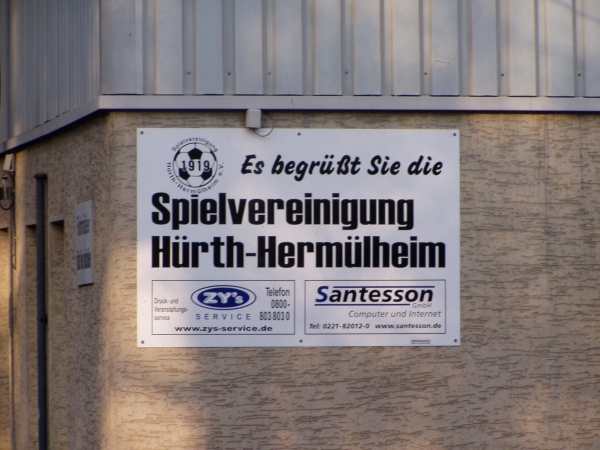 Spielvereinigung
1919
Hürth-Hermülheim e.V.
Es begrüßt Sie die
Spielvereinigung
Hürth-Hermülheim
Druck- und
Veranstaltungs-
service
ZY's
SERVICE
Telefon
0800-
803 803 0
www.zys-service.de
Santesson
GmbH
Computer und Internet
Tel: 0221-82012-0 www.santesson.de